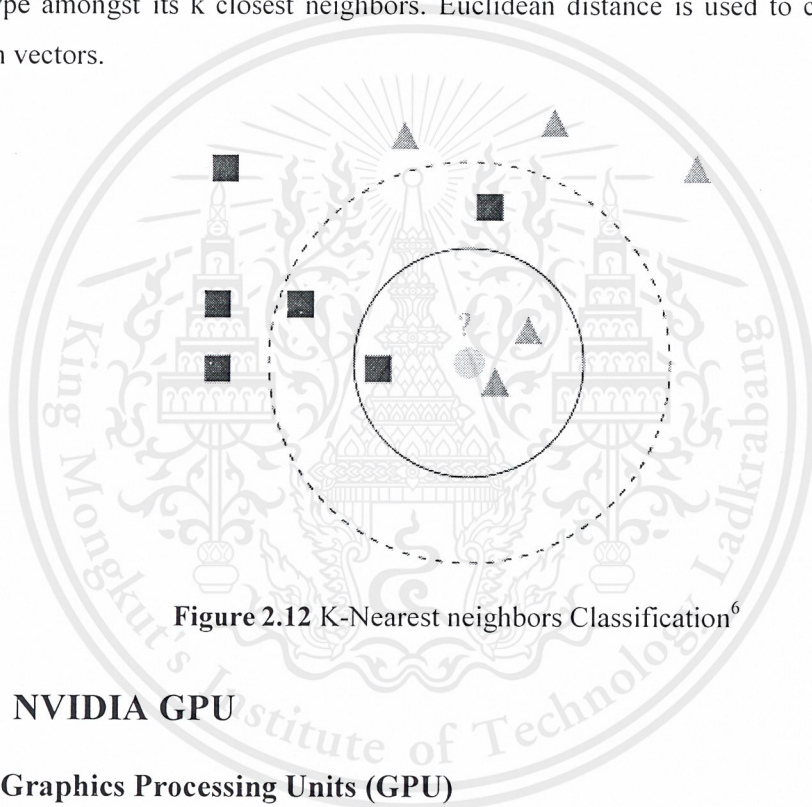 ype amongst its k closest neighbors. Euclidean distance is used to c
n vectors.
?
King Mongkut's Institute of Technology Ladkrabang
Figure 2.12 K-Nearest neighbors Classification⁶
NVIDIA GPU
Graphics Processing Units (GPU)